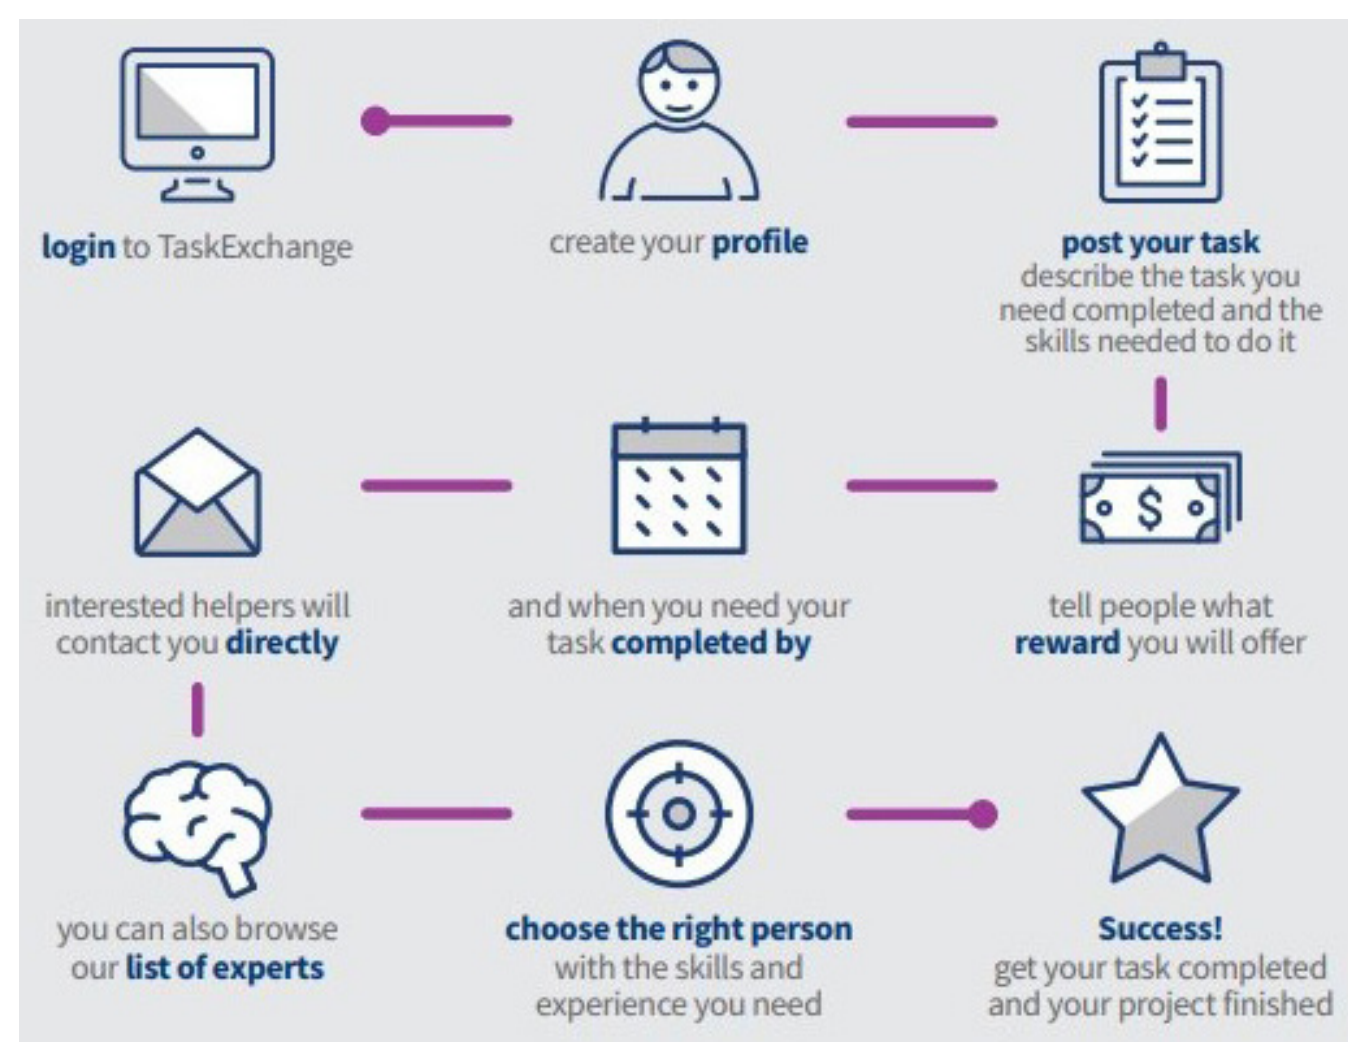 login to TaskExchange
create your profile
post your task
describe the task you
need completed and the
skills needed to do it
$
tell people what
reward you will offer
and when you need your
task completed by
interested helpers will
contact you directly
you can also browse
our list of experts
choose the right person
with the skills and
experience you need
Success!
get your task completed
and your project finished